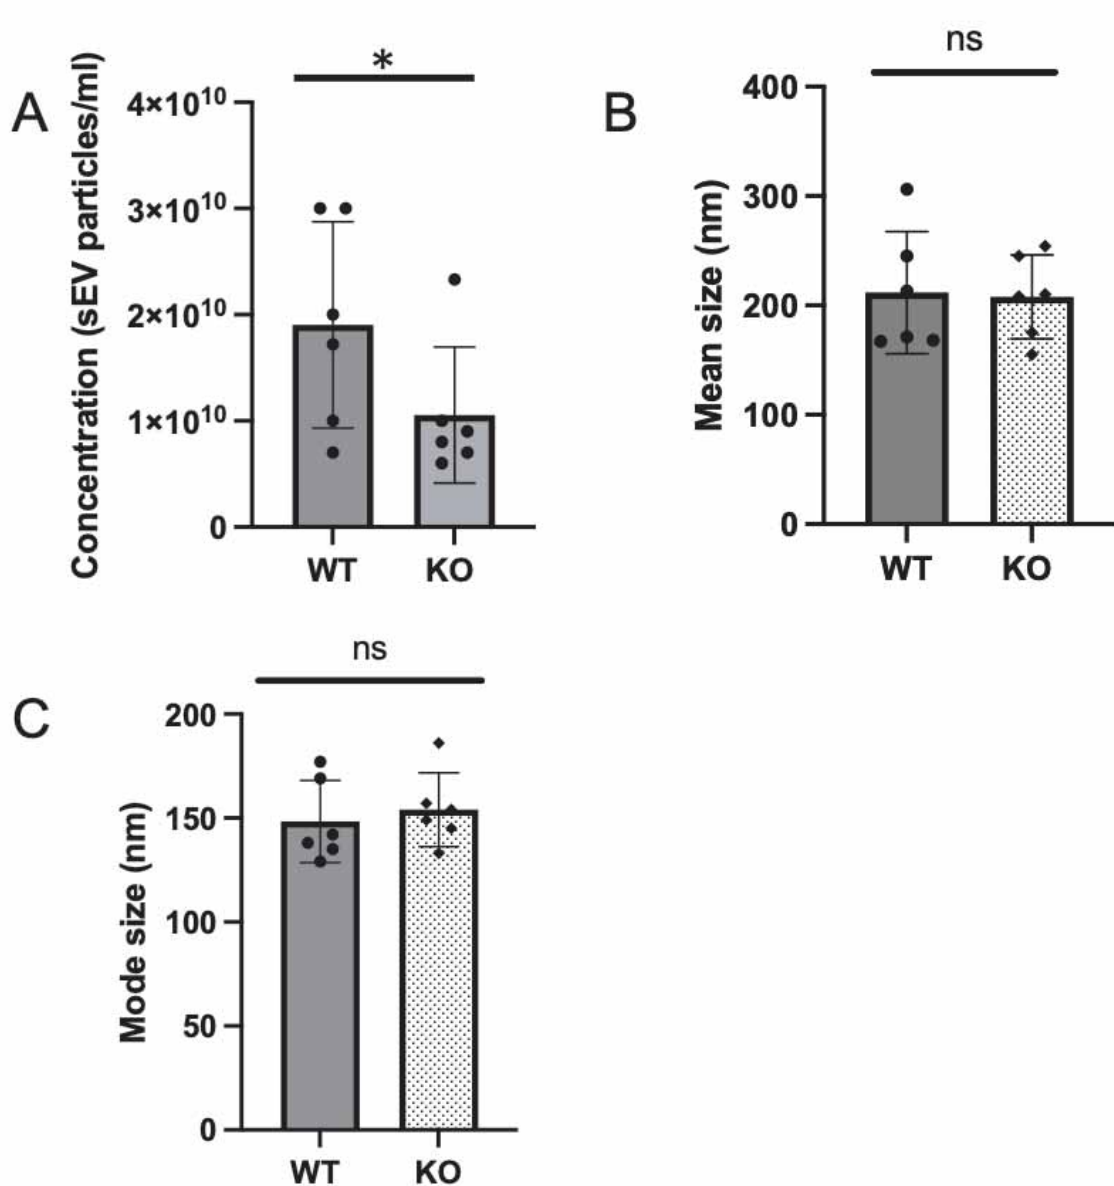 A
Concentration (sEV particles/ml)
*
4×10¹⁰
3×10¹⁰
2×10¹⁰
1×10¹⁰
0
WT KO
B
Mean size (nm)
ns
400
300
200
100
0
WT KO
C
Mode size (nm)
ns
200
150
100
50
0
WT KO